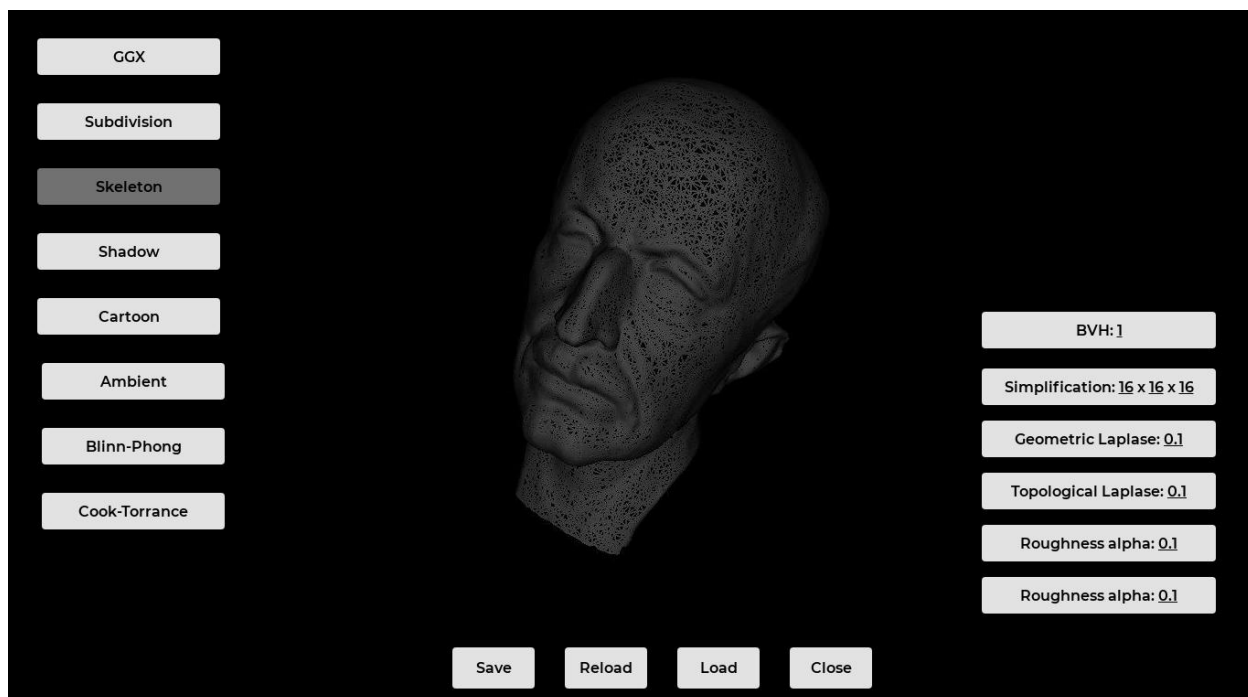 GGX
Subdivision
Skeleton
Shadow
Cartoon
Ambient
Blinn-Phong
Cook-Torrance
BVH: 1
Simplification: 16 x 16 x 16
Geometric Laplase: 0.1
Topological Laplase: 0.1
Roughness alpha: 0.1
Roughness alpha: 0.1
Save
Reload
Load
Close